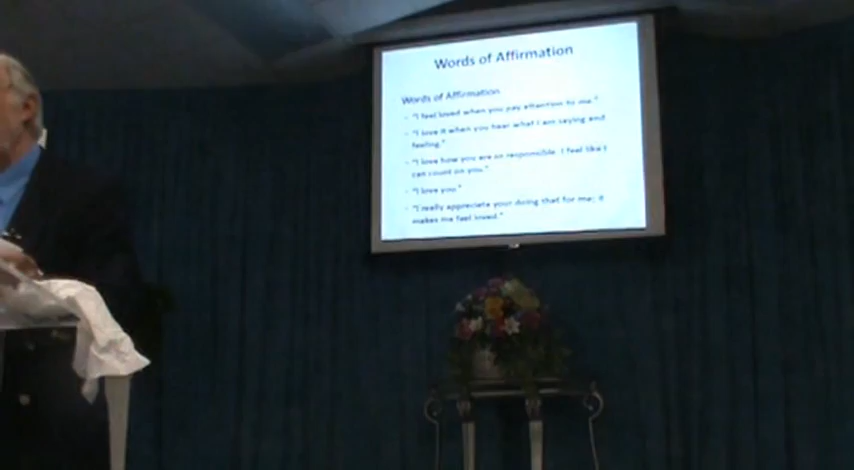 Words of Affirmation
Words of Affirmation
- "I feel loved when you pay attention to me."
- "I love it when you hear what I am saying and
feeling."
- "I love how you are so responsible. I feel like I
can count on you."
- "I love you."
- "I really appreciate your doing that for me; it
makes me feel loved."